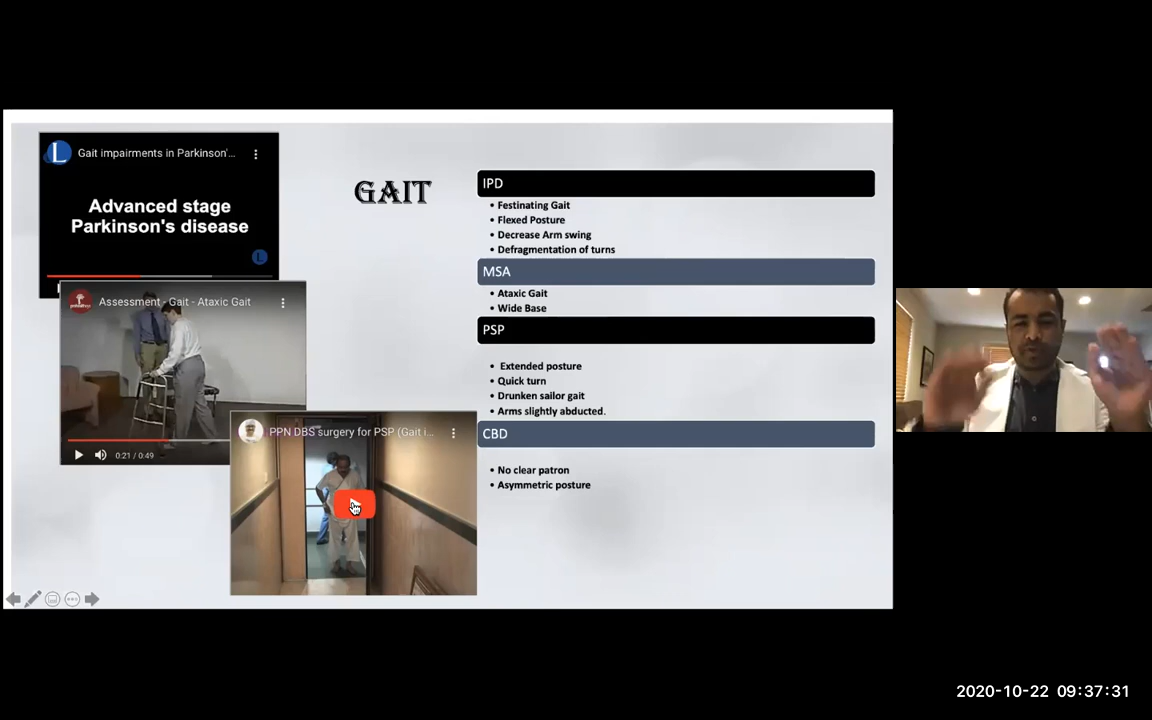 Gait impairments in Parkinson'...
Advanced stage
Parkinson's disease
Assessment - Gait - Ataxic Gait
0:21 / 0:49
PPN DBS surgery for PSP (Gait i...
GAIT
IPD
• Festinating Gait
• Flexed Posture
• Decrease Arm swing
• Defragmentation of turns
MSA
• Ataxic Gait
• Wide Base
PSP
• Extended posture
• Quick turn
• Drunken sailor gait
• Arms slightly abducted.
CBD
• No clear patron
• Asymmetric posture
2020-10-22 09:37:31